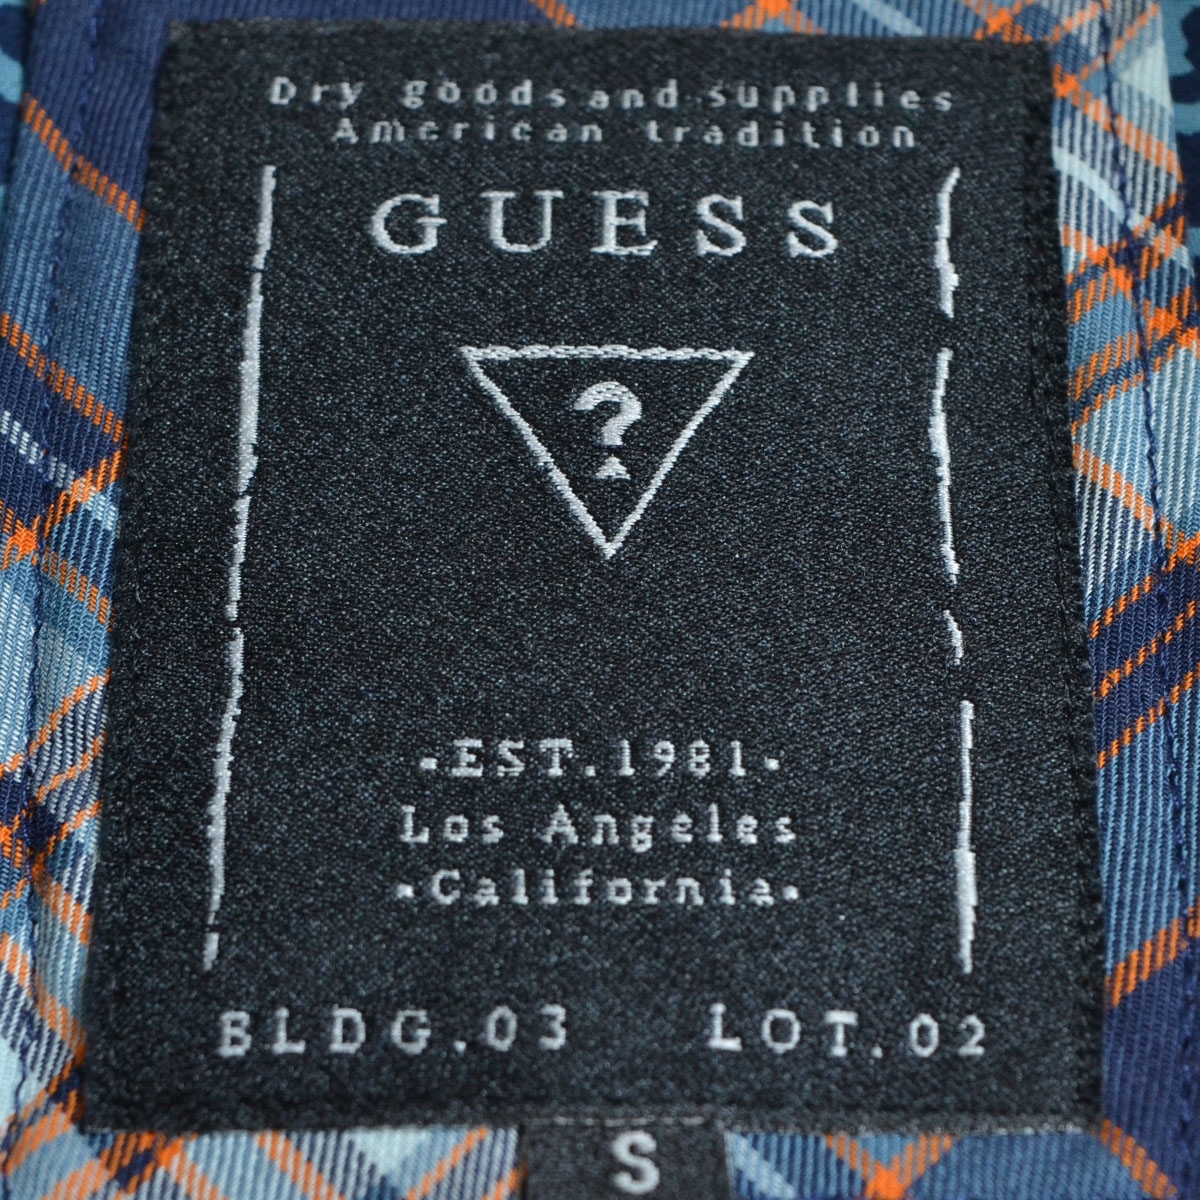 Dry goods and supplies
American tradition
GUESS
?
·EST.1981·
Los Angeles
·California·
BLDG.03 LOT.02
S